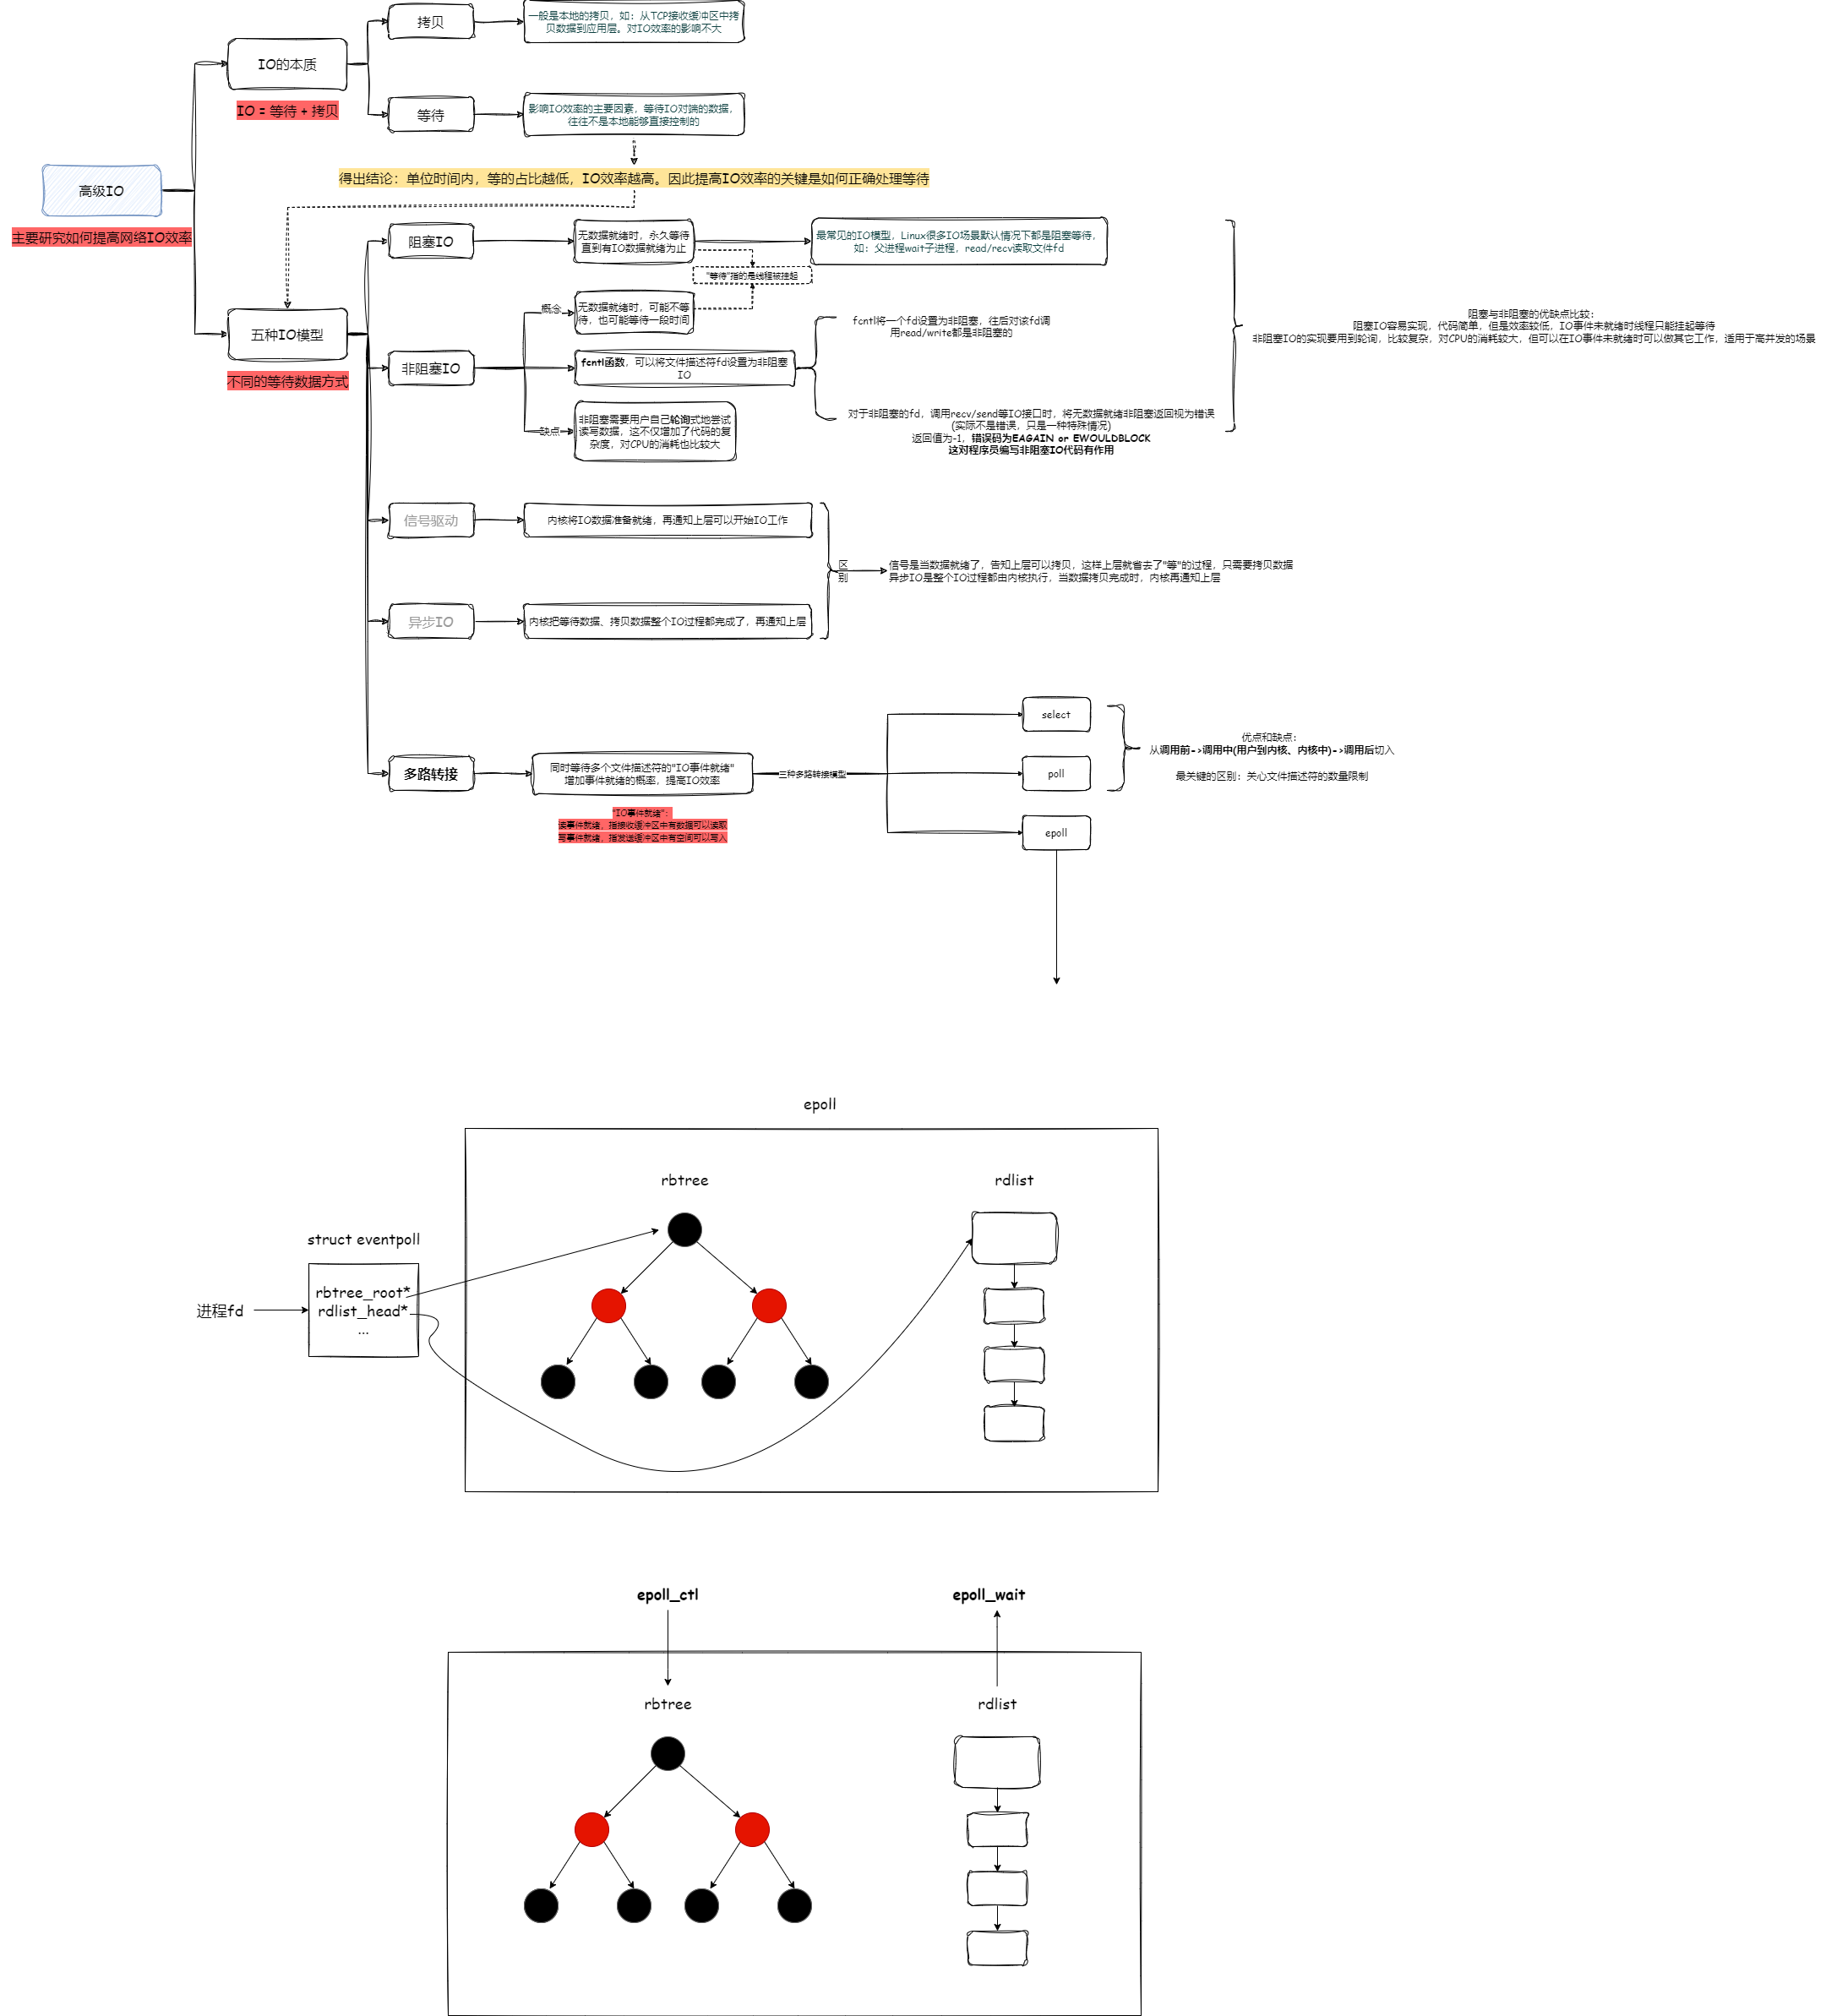 拷贝
一般是本地的拷贝，如：从TCP接收缓冲区中拷
贝数据到应用层。对IO效率的影响不大
IO的本质
IO = 等待 + 拷贝
等待
影响IO效率的主要因素，等待IO对端的数据，
往往不是本地能够直接控制的
得出结论：单位时间内，等的占比越低，IO效率越高。因此提高IO效率的关键是如何正确处理等待
高级IO
主要研究如何提高网络IO效率
阻塞IO
无数据就绪时，永久等待
直到有IO数据就绪为止
最常见的IO模型，Linux很多IO场景默认情况下都是阻塞等待，
如：父进程wait子进程，read/recv读取文件fd
"等待"指的是线程被挂起
概念
无数据就绪时，可能不等
待，也可能等待一段时间
五种IO模型
不同的等待数据方式
非阻塞IO
fcntl函数，可以将文件描述符fd设置为非阻塞
IO
fcntl将一个fd设置为非阻塞，往后对该fd调
用read/write都是非阻塞的
缺点
非阻塞需要用户自己轮询式地尝试
读写数据，这不仅增加了代码的复
杂度，对CPU的消耗也比较大
对于非阻塞的fd，调用recv/send等IO接口时，将无数据就绪非阻塞返回视为错误
(实际不是错误，只是一种特殊情况)
返回值为-1，错误码为EAGAIN or EWOULDBLOCK
这对程序员编写非阻塞IO代码有作用
阻塞与非阻塞的优缺点比较：
阻塞IO容易实现，代码简单，但是效率较低，IO事件未就绪时线程只能挂起等待
非阻塞IO的实现要用到轮询，比较复杂，对CPU的消耗较大，但可以在IO事件未就绪时可以做其它工作，适用于高并发的场景
信号驱动
内核将IO数据准备就绪，再通知上层可以开始IO工作
区
别
信号是当数据就绪了，告知上层可以拷贝，这样上层就省去了"等"的过程，只需要拷贝数据
异步IO是整个IO过程都由内核执行，当数据拷贝完成时，内核再通知上层
异步IO
内核把等待数据、拷贝数据整个IO过程都完成了，再通知上层
多路转接
同时等待多个文件描述符的"IO事件就绪"
增加事件就绪的概率，提高IO效率
"IO事件就绪"：
读事件就绪，指接收缓冲区中有数据可以读取
写事件就绪，指发送缓冲区中有空间可以写入
三种多路转接模型
select
poll
epoll
优点和缺点：
从调用前->调用中(用户到内核、内核中)->调用后切入
最关键的区别：关心文件描述符的数量限制
epoll
rbtree
rdlist
struct eventpoll
进程fd
rbtree_root*
rdlist_head*
...
epoll_ctl
epoll_wait
rbtree
rdlist